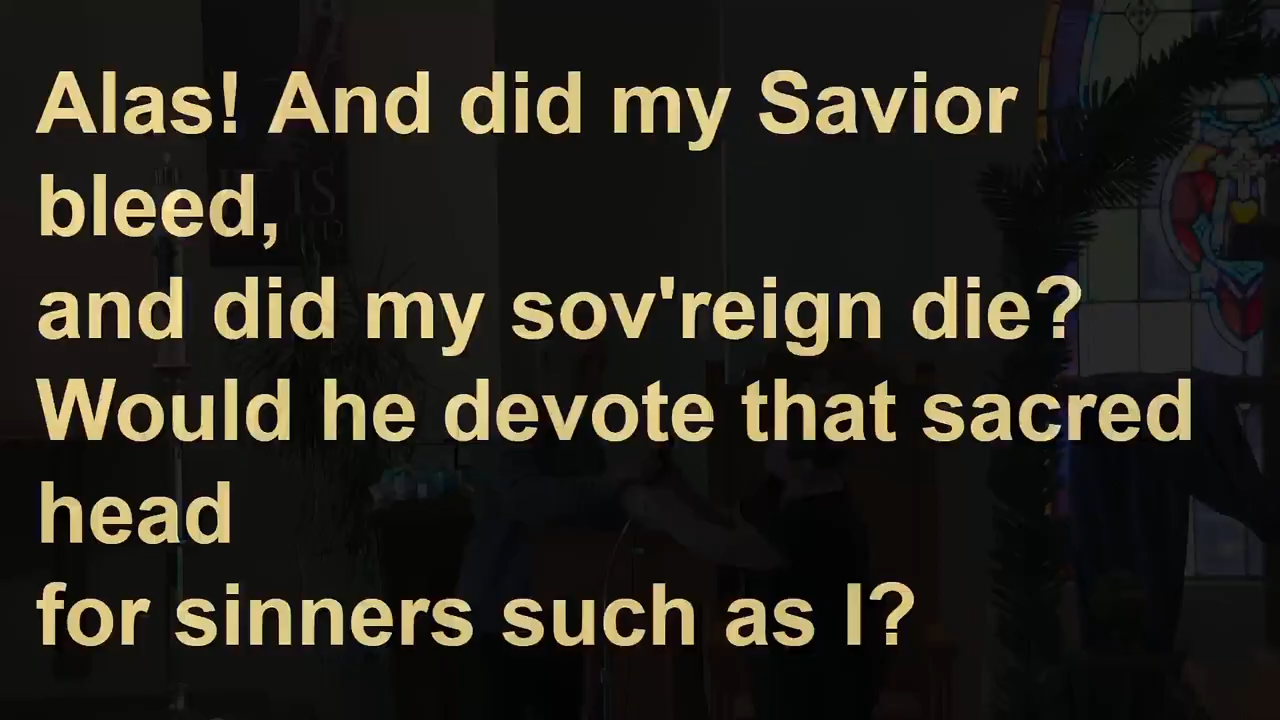 Alas! And did my Savior
bleed,
and did my sov'reign die?
Would he devote that sacred
head
for sinners such as I?
IS